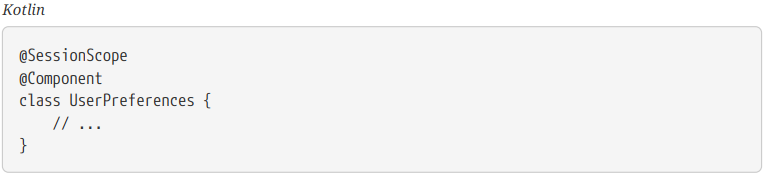 Kotlin
@SessionScope
@Component
class UserPreferences {
    // ...
}